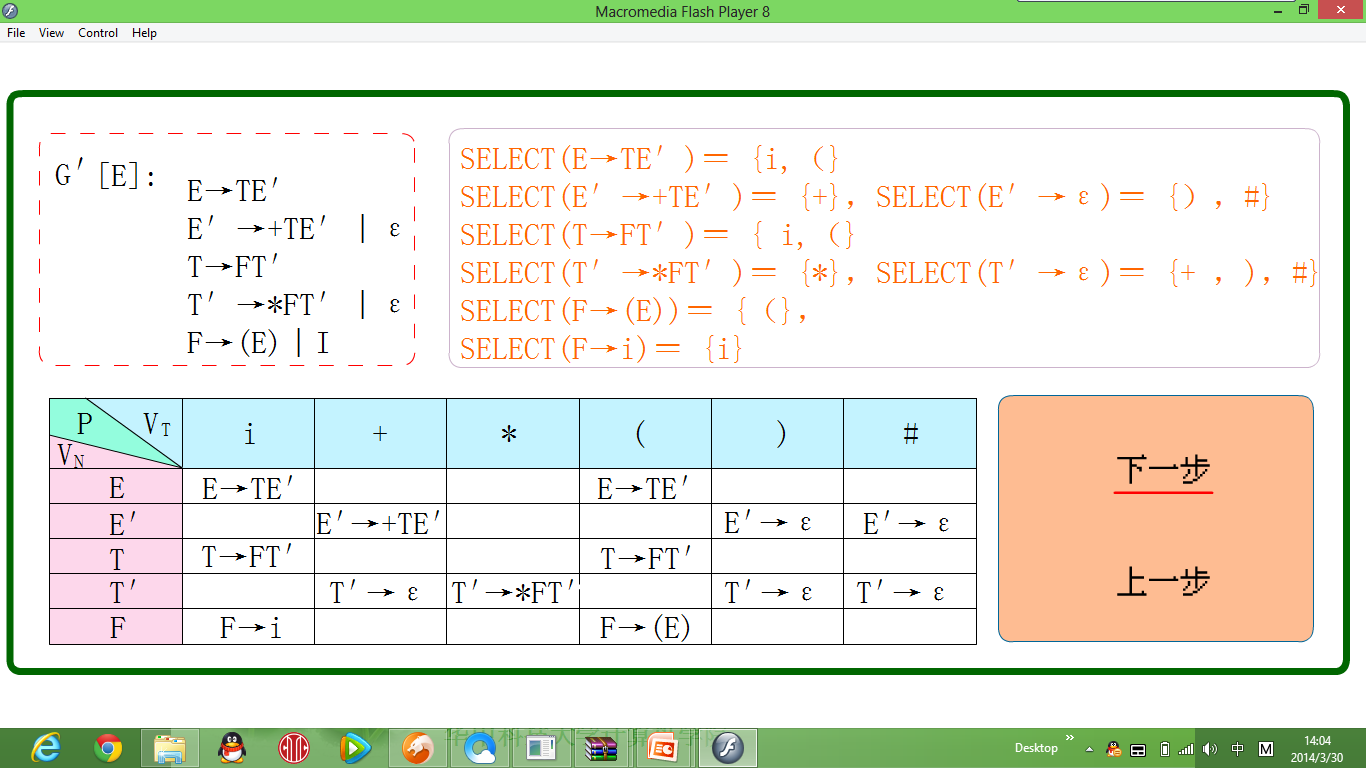 Macromedia Flash Player 8
File View Control Help
G′[E]:
E→TE′
E′→+TE′ | ε
T→FT′
T′→*FT′ | ε
F→(E) | I
SELECT(E→TE′)＝ {i, (}
SELECT(E′→+TE′)＝ {+}, SELECT(E′→ε)＝ {) , #}
SELECT(T→FT′)＝ { i, (}
SELECT(T′→*FT′)＝ {*}, SELECT(T′→ε)＝ {+ , ), #}
SELECT(F→(E))＝ { (},
SELECT(F→i)＝ {i}
P VT VN i + * ( ) #
E E→TE′ E→TE′
E′ E′→+TE′ E′→ε E′→ε
T T→FT′ T→FT′
T′ T′→ε T′→*FT′ T′→ε T′→ε
F F→i F→(E)
下一步
上一步
Desktop
中 M
14:04
2014/3/30